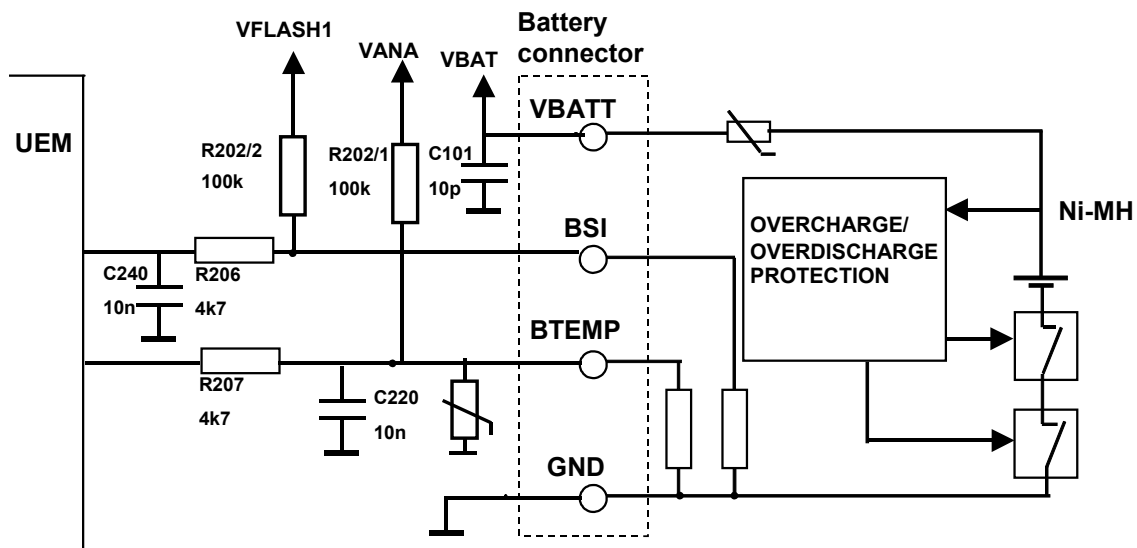 VFLASH1
VANA
VBAT
Battery
connector
UEM
R202/2
100k
R202/1
100k
C101
10p
VBATT
BSI
OVERCHARGE/
OVERDISCHARGE
PROTECTION
Ni-MH
C240
10n
R206
4k7
BTEMP
R207
4k7
C220
10n
GND